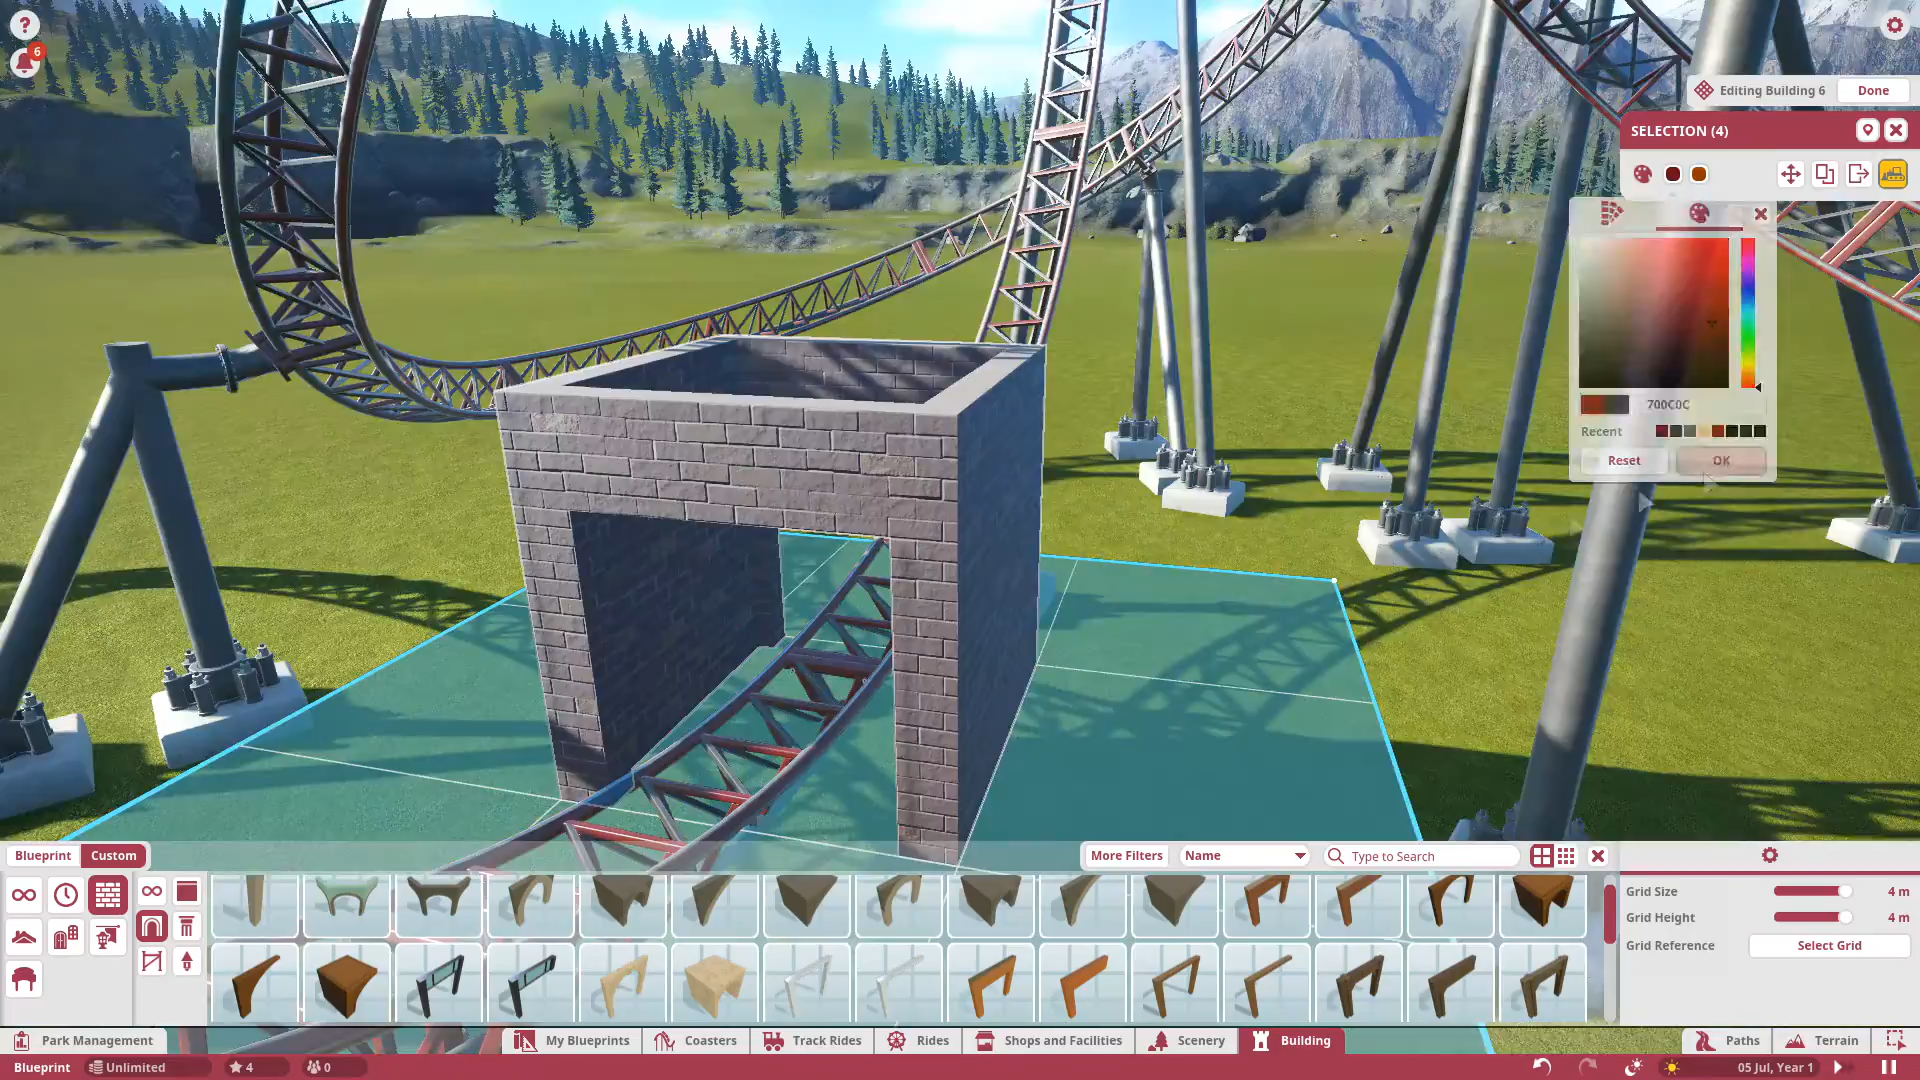 ?
6
Editing Building 6
Done
SELECTION (4)
700C0C
Recent
Reset
OK
Blueprint
Custom
More Filters
Name
Type to Search
Grid Size
4 m
Grid Height
4 m
Grid Reference
Select Grid
Park Management
My Blueprints
Coasters
Track Rides
Rides
Shops and Facilities
Scenery
Building
Paths
Terrain
Blueprint
Unlimited
4
0
05 Jul, Year 1